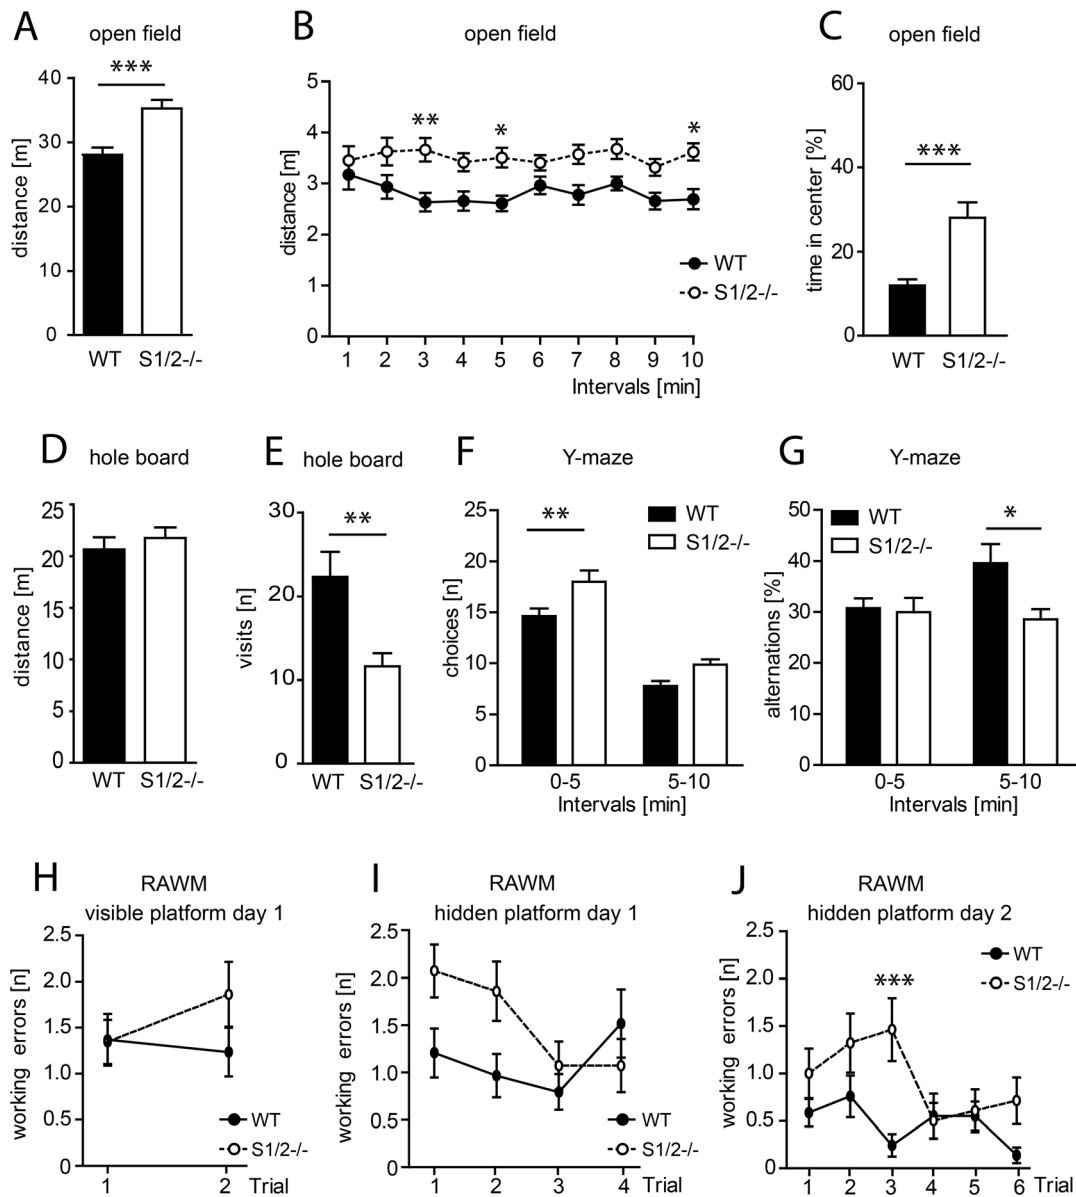 A
open field
***
distance [m]
40
30
20
10
0
WT S1/2-/-
B
open field
distance [m]
5
4
3
2
1
0
** * *
WT
S1/2-/-
1 2 3 4 5 6 7 8 9 10
Intervals [min]
C
open field
***
time in center [%]
60
40
20
0
WT S1/2-/-
D
hole board
distance [m]
25
20
15
10
5
0
WT S1/2-/-
E
hole board
**
visits [n]
30
20
10
0
WT S1/2-/-
F
Y-maze
**
WT
S1/2-/-
choices [n]
25
20
15
10
5
0
0-5 5-10
Intervals [min]
G
Y-maze
WT
S1/2-/-
*
alternations [%]
50
40
30
20
10
0
0-5 5-10
Intervals [min]
H
RAWM
visible platform day 1
working errors [n]
2.5
2.0
1.5
1.0
0.5
0
WT
S1/2-/-
1 2 Trial
I
RAWM
hidden platform day 1
working errors [n]
2.5
2.0
1.5
1.0
0.5
0
WT
S1/2-/-
1 2 3 4 Trial
J
RAWM
hidden platform day 2
working errors [n]
2.5
2.0
1.5
1.0
0.5
0
WT
S1/2-/-
***
1 2 3 4 5 6 Trial